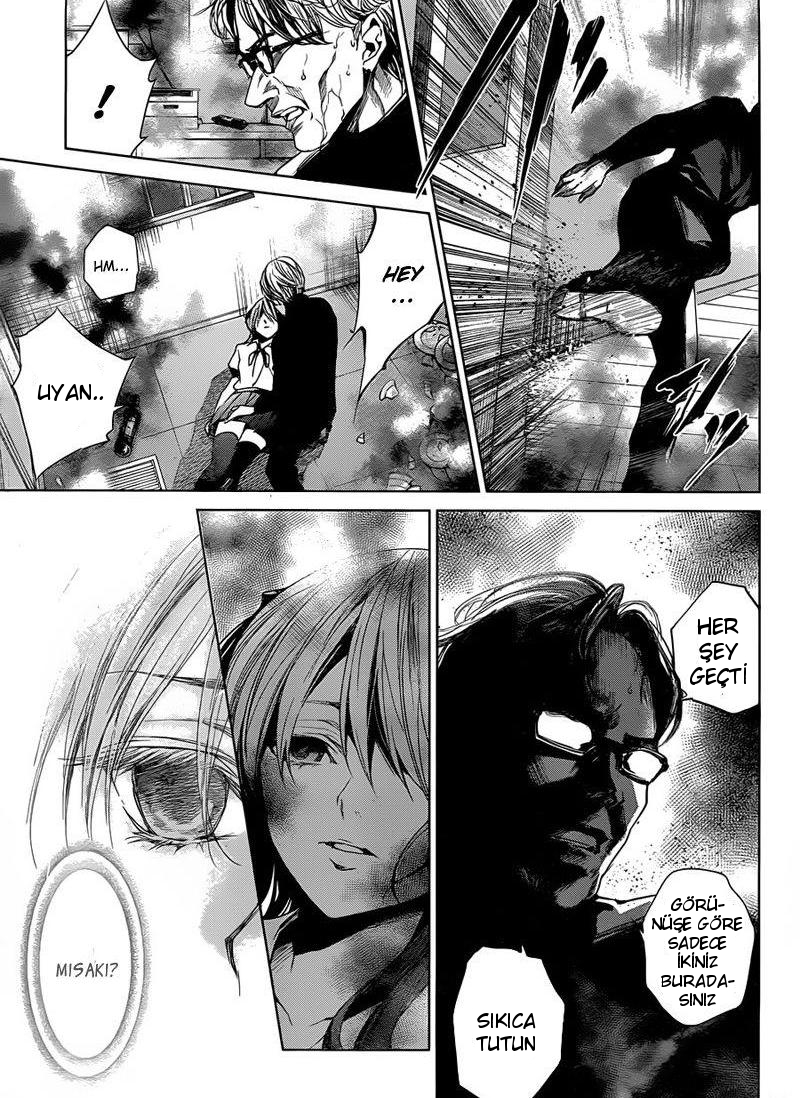 !
HEY
...
HM...
UYAN..
HER
ŞEY
GEÇTİ
GÖRÜ-
NÜŞE GÖRE
SADECE
İKİNİZ
BURADA-
SINIZ
SIKICA
TUTUN
MISAKI?